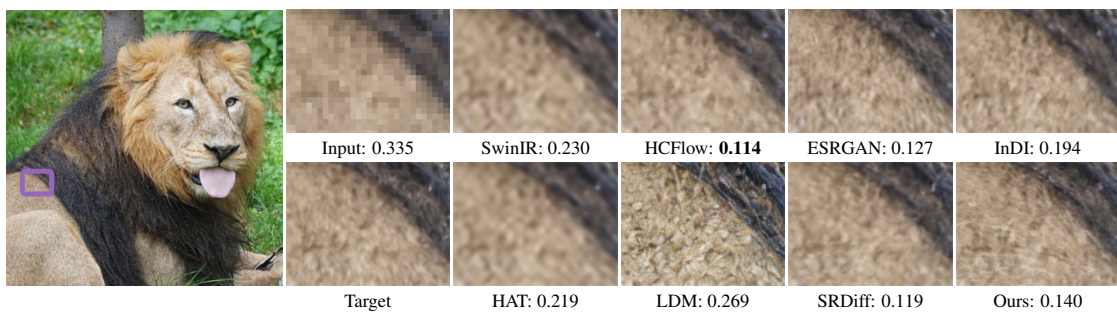 Input: 0.335
SwinIR: 0.230
HCFlow: 0.114
ESRGAN: 0.127
InDI: 0.194
Target
HAT: 0.219
LDM: 0.269
SRDiff: 0.119
Ours: 0.140